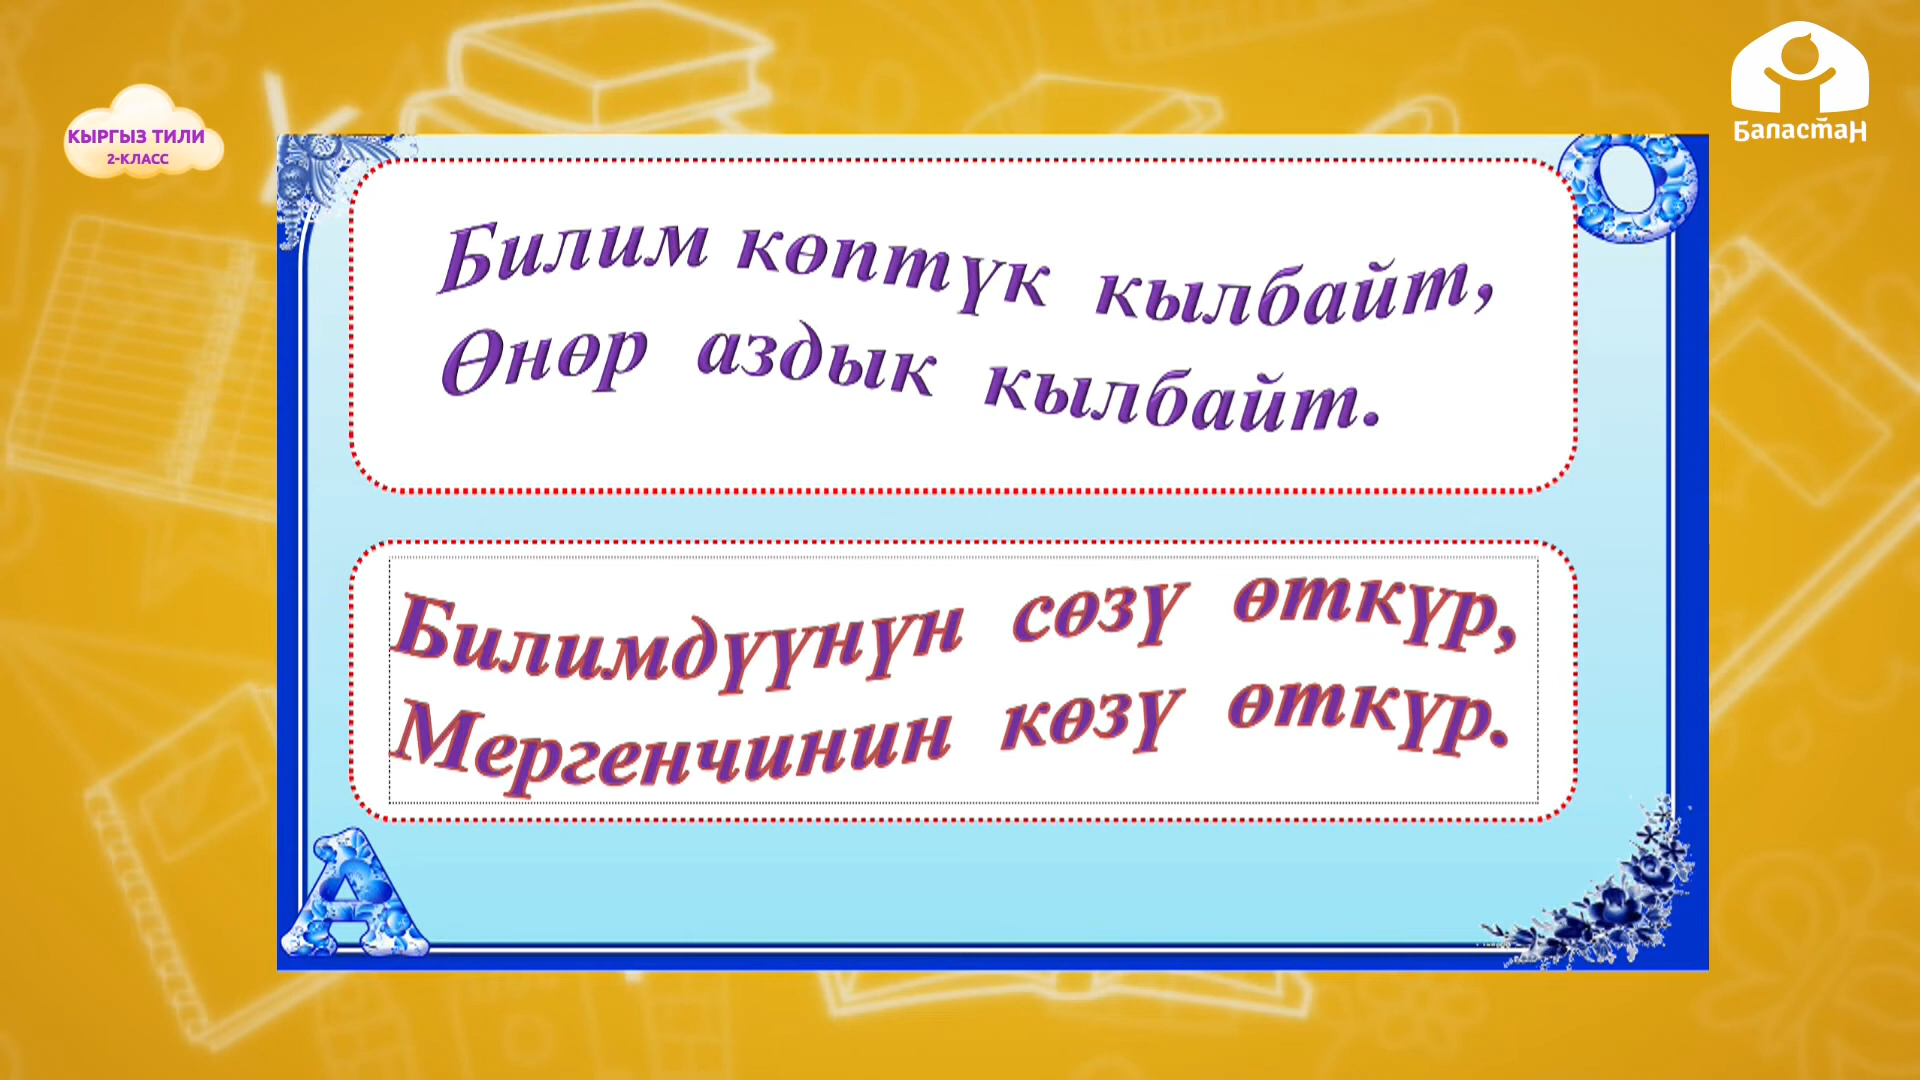 КЫРГЫЗ ТИЛИ
2-КЛАСС
Баластан
Билим көптүк кылбайт,
Өнөр аздык кылбайт.
Билимдүүнүн сөзү өткүр,
Мергенчинин көзү өткүр.
О
А